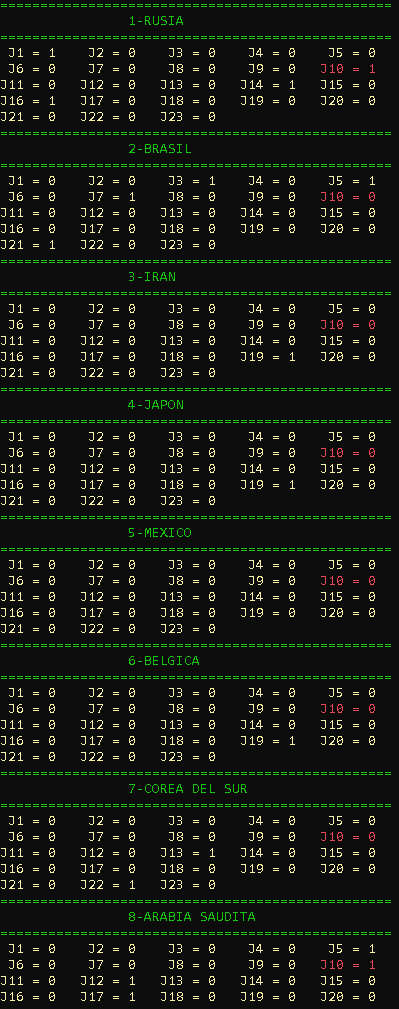 =================================================
1-RUSIA
=================================================
J1 = 1 J2 = 0 J3 = 0 J4 = 0 J5 = 0
J6 = 0 J7 = 0 J8 = 0 J9 = 0 J10 = 1
J11 = 0 J12 = 0 J13 = 0 J14 = 1 J15 = 0
J16 = 1 J17 = 0 J18 = 0 J19 = 0 J20 = 0
J21 = 0 J22 = 0 J23 = 0
=================================================
2-BRASIL
=================================================
J1 = 0 J2 = 0 J3 = 1 J4 = 0 J5 = 1
J6 = 0 J7 = 1 J8 = 0 J9 = 0 J10 = 0
J11 = 0 J12 = 0 J13 = 0 J14 = 0 J15 = 0
J16 = 0 J17 = 0 J18 = 0 J19 = 0 J20 = 0
J21 = 1 J22 = 0 J23 = 0
=================================================
3-IRAN
=================================================
J1 = 0 J2 = 0 J3 = 0 J4 = 0 J5 = 0
J6 = 0 J7 = 0 J8 = 0 J9 = 0 J10 = 0
J11 = 0 J12 = 0 J13 = 0 J14 = 0 J15 = 0
J16 = 0 J17 = 0 J18 = 0 J19 = 1 J20 = 0
J21 = 0 J22 = 0 J23 = 0
=================================================
4-JAPON
=================================================
J1 = 0 J2 = 0 J3 = 0 J4 = 0 J5 = 0
J6 = 0 J7 = 0 J8 = 0 J9 = 0 J10 = 0
J11 = 0 J12 = 0 J13 = 0 J14 = 0 J15 = 0
J16 = 0 J17 = 0 J18 = 0 J19 = 1 J20 = 0
J21 = 0 J22 = 0 J23 = 0
=================================================
5-MEXICO
=================================================
J1 = 0 J2 = 0 J3 = 0 J4 = 0 J5 = 0
J6 = 0 J7 = 0 J8 = 0 J9 = 0 J10 = 0
J11 = 0 J12 = 0 J13 = 0 J14 = 0 J15 = 0
J16 = 0 J17 = 0 J18 = 0 J19 = 0 J20 = 0
J21 = 0 J22 = 0 J23 = 0
=================================================
6-BELGICA
=================================================
J1 = 0 J2 = 0 J3 = 0 J4 = 0 J5 = 0
J6 = 0 J7 = 0 J8 = 0 J9 = 0 J10 = 0
J11 = 0 J12 = 0 J13 = 0 J14 = 0 J15 = 0
J16 = 0 J17 = 0 J18 = 0 J19 = 1 J20 = 0
J21 = 0 J22 = 0 J23 = 0
=================================================
7-COREA DEL SUR
=================================================
J1 = 0 J2 = 0 J3 = 0 J4 = 0 J5 = 0
J6 = 0 J7 = 0 J8 = 0 J9 = 0 J10 = 0
J11 = 0 J12 = 0 J13 = 1 J14 = 0 J15 = 0
J16 = 0 J17 = 0 J18 = 0 J19 = 0 J20 = 0
J21 = 0 J22 = 1 J23 = 0
=================================================
8-ARABIA SAUDITA
=================================================
J1 = 0 J2 = 0 J3 = 0 J4 = 0 J5 = 1
J6 = 0 J7 = 0 J8 = 0 J9 = 0 J10 = 1
J11 = 0 J12 = 1 J13 = 0 J14 = 0 J15 = 0
J16 = 0 J17 = 1 J18 = 0 J19 = 0 J20 = 0